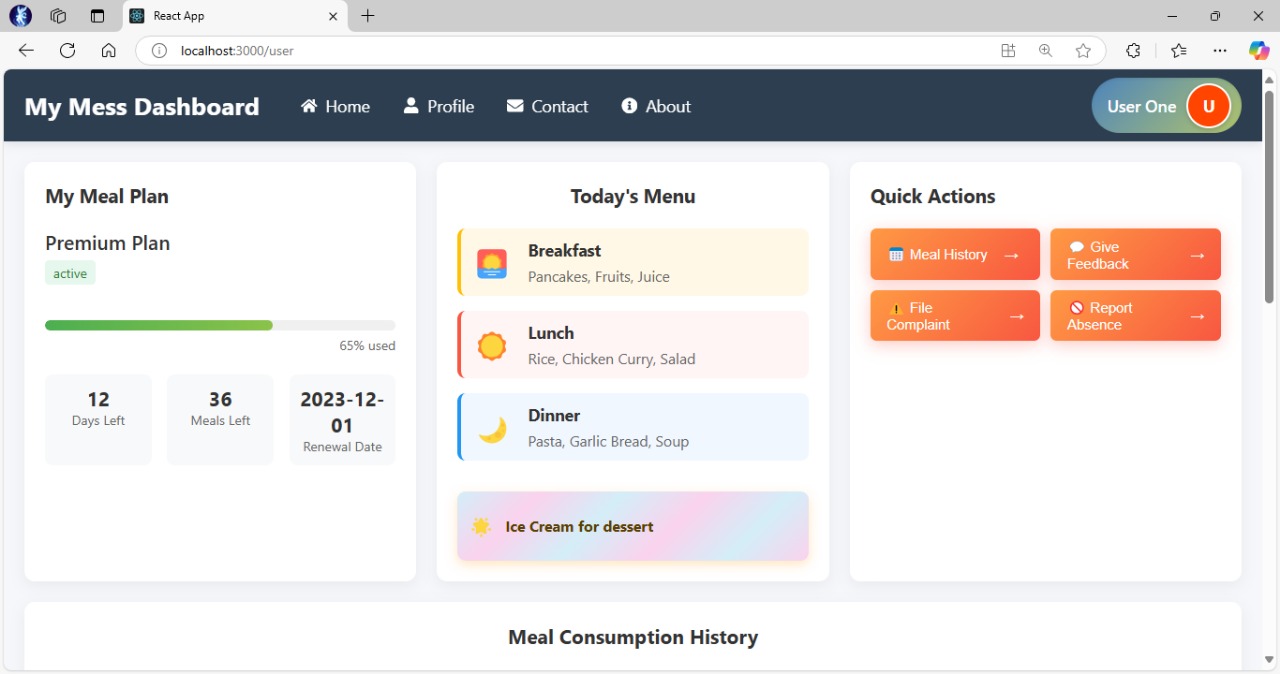 React App
localhost:3000/user
My Mess Dashboard
Home
Profile
Contact
About
User One
U
My Meal Plan
Premium Plan
active
65% used
12
Days Left
36
Meals Left
2023-12-
01
Renewal Date
Today's Menu
Breakfast
Pancakes, Fruits, Juice
Lunch
Rice, Chicken Curry, Salad
Dinner
Pasta, Garlic Bread, Soup
Ice Cream for dessert
Quick Actions
Meal History →
Give
Feedback →
File
Complaint →
Report
Absence →
Meal Consumption History